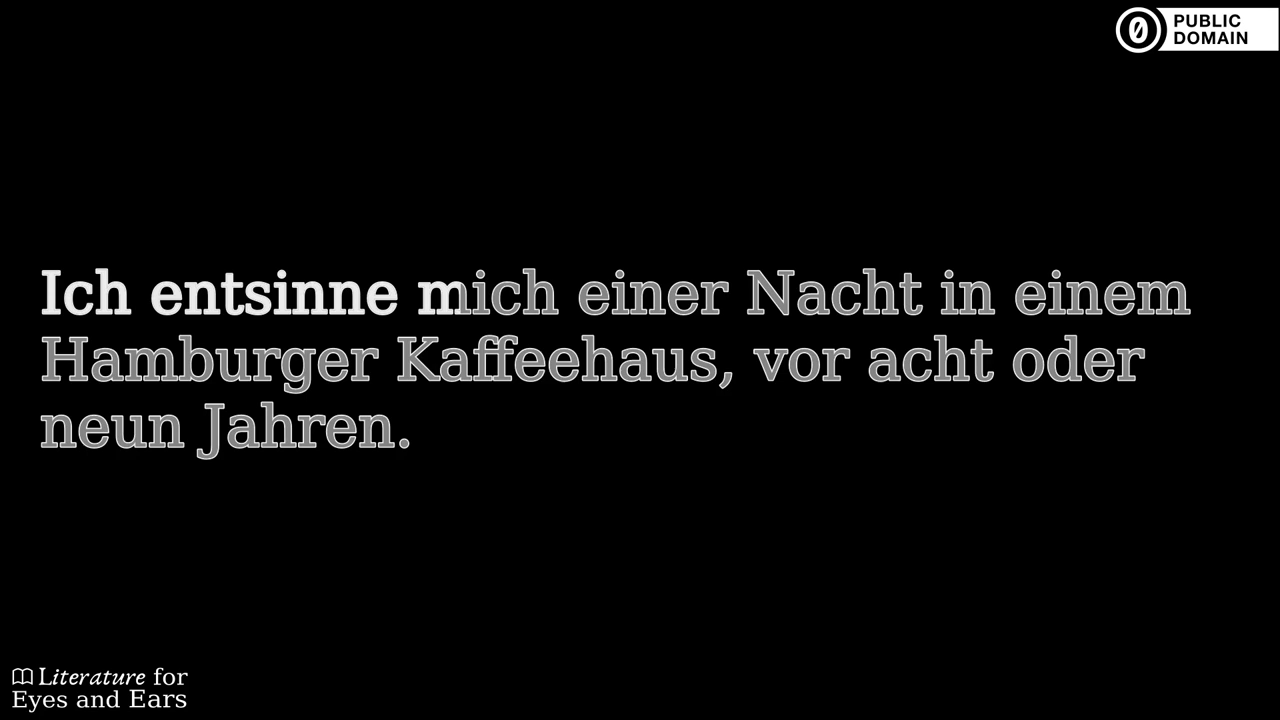 PUBLIC
DOMAIN
Ich entsinne mich einer Nacht in einem
Hamburger Kaffeehaus, vor acht oder
neun Jahren.
Literature for
Eyes and Ears